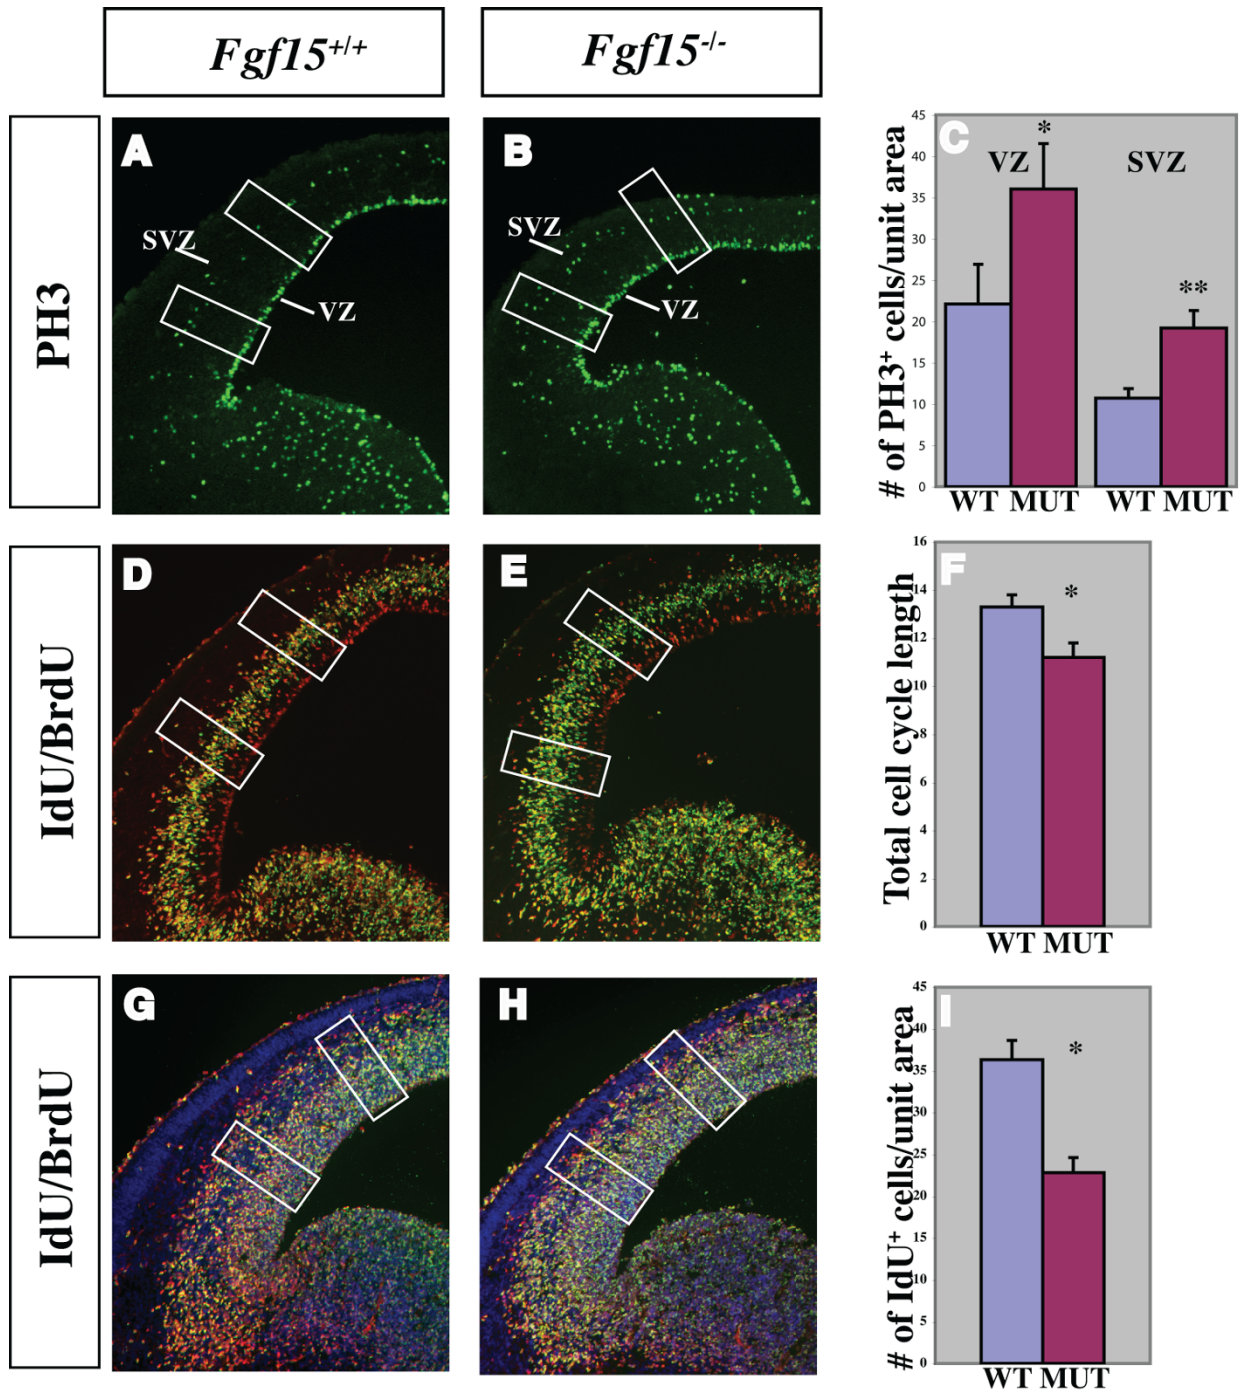 Fgf15+/+
Fgf15-/-
PH3
A
SVZ
VZ
B
SVZ
VZ
C
# of PH3+ cells/unit area
45
40
35
30
25
20
15
10
5
0
VZ
SVZ
*
**
WT MUT
WT MUT
IdU/BrdU
D
E
F
Total cell cycle length
16
14
12
10
8
6
4
2
0
*
WT MUT
IdU/BrdU
G
H
I
# of IdU+ cells/unit area
45
40
35
30
25
20
15
10
5
0
*
WT MUT